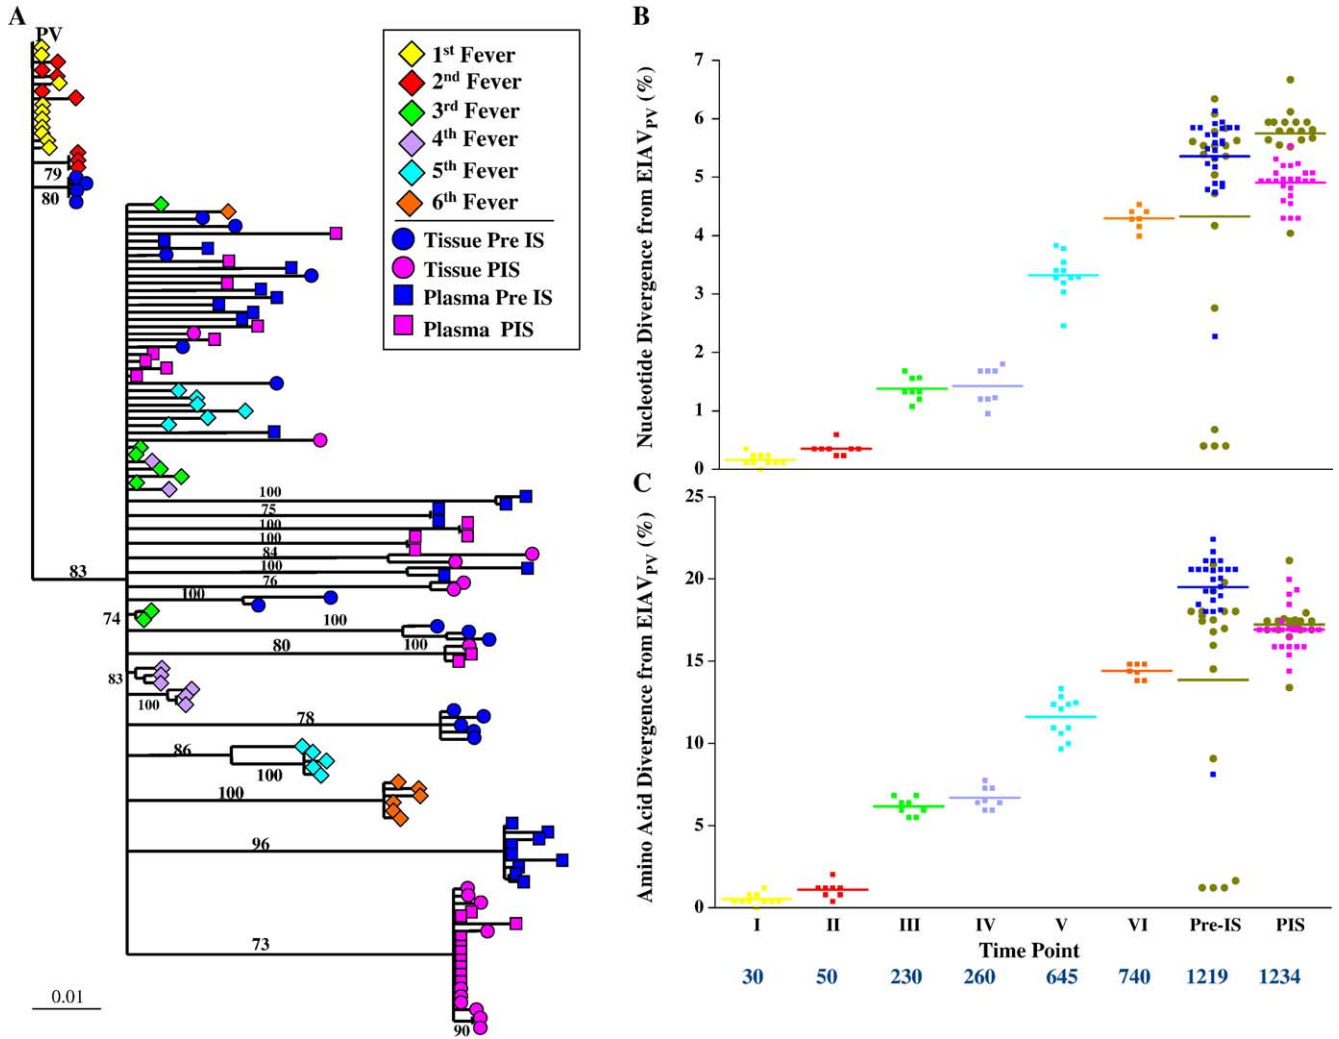 A
PV
79
80
83
74
83
100
75
100
100
84
100
76
100
100
100
80
100
78
86
100
100
96
73
90
0.01
1st Fever
2nd Fever
3rd Fever
4th Fever
5th Fever
6th Fever
Tissue Pre IS
Tissue PIS
Plasma Pre IS
Plasma PIS
B
Nucleotide Divergence from EIAVPV (%)
7
6
5
4
3
2
1
0
C
Amino Acid Divergence from EIAVPV (%)
25
20
15
10
5
0
I II III IV V VI Pre-IS PIS
Time Point
30 50 230 260 645 740 1219 1234